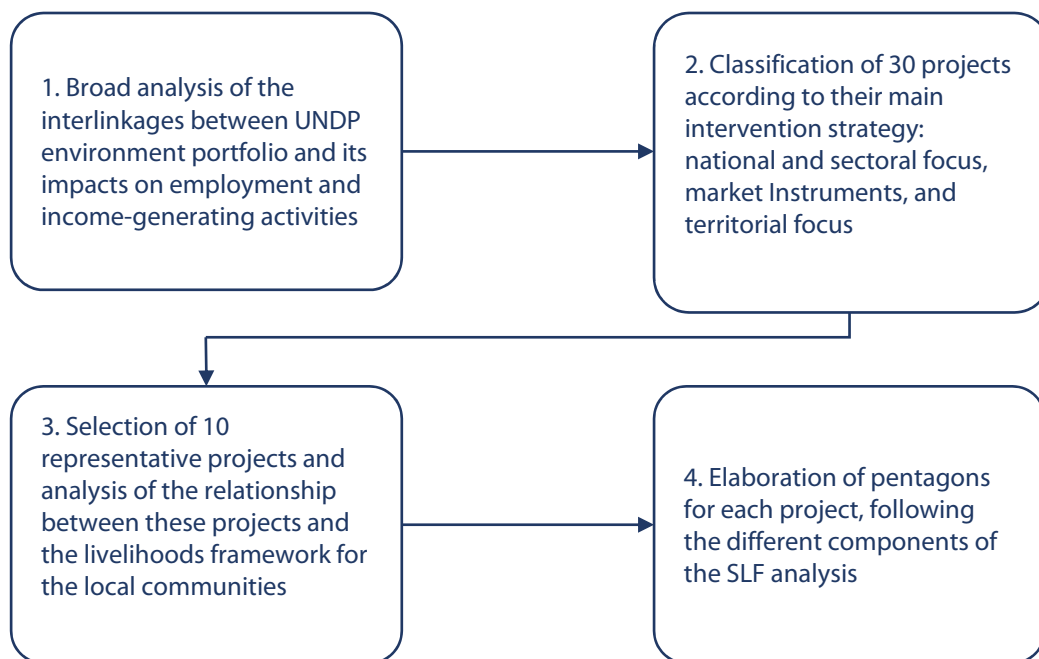 1. Broad analysis of the
interlinkages between UNDP
environment portfolio and its
impacts on employment and
income-generating activities
2. Classification of 30 projects
according to their main
intervention strategy:
national and sectoral focus,
market Instruments, and
territorial focus
3. Selection of 10
representative projects and
analysis of the relationship
between these projects and
the livelihoods framework for
the local communities
4. Elaboration of pentagons
for each project, following
the different components of
the SLF analysis